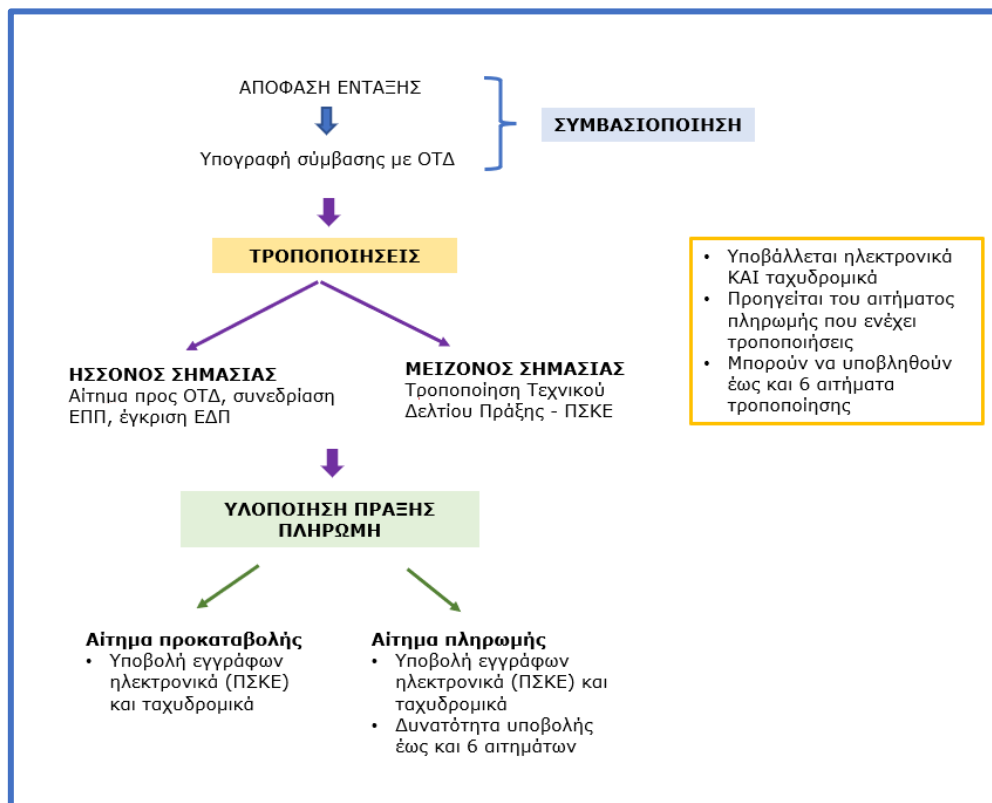 ΑΠΟΦΑΣΗ ΕΝΤΑΞΗΣ
ΣΥΜΒΑΣΙΟΠΟΙΗΣΗ
Υπογραφή σύμβασης με ΟΤΔ
ΤΡΟΠΟΠΟΙΗΣΕΙΣ
• Υποβάλλεται ηλεκτρονικά
ΚΑΙ ταχυδρομικά
• Προηγείται του αιτήματος
πληρωμής που ενέχει
τροποποιήσεις
• Μπορούν να υποβληθούν
έως και 6 αιτήματα
τροποποίησης
ΗΣΣΟΝΟΣ ΣΗΜΑΣΙΑΣ
Αίτημα προς ΟΤΔ, συνεδρίαση
ΕΠΠ, έγκριση ΕΔΠ
ΜΕΙΖΟΝΟΣ ΣΗΜΑΣΙΑΣ
Τροποποίηση Τεχνικού
Δελτίου Πράξης - ΠΣΚΕ
ΥΛΟΠΟΙΗΣΗ ΠΡΑΞΗΣ
ΠΛΗΡΩΜΗ
Αίτημα προκαταβολής
• Υποβολή εγγράφων
ηλεκτρονικά (ΠΣΚΕ)
και ταχυδρομικά
Αίτημα πληρωμής
• Υποβολή εγγράφων
ηλεκτρονικά (ΠΣΚΕ) και
ταχυδρομικά
• Δυνατότητα υποβολής
έως και 6 αιτημάτων